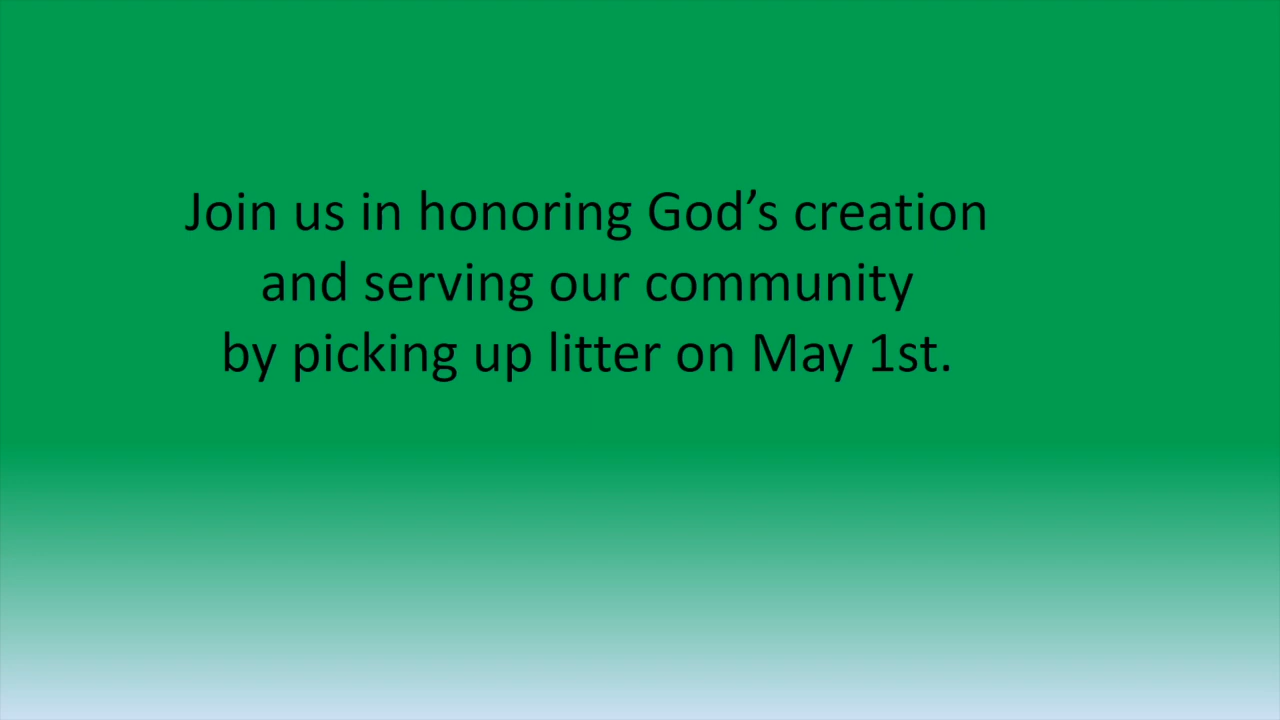 Join us in honoring God’s creation
and serving our community
by picking up litter on May 1st.